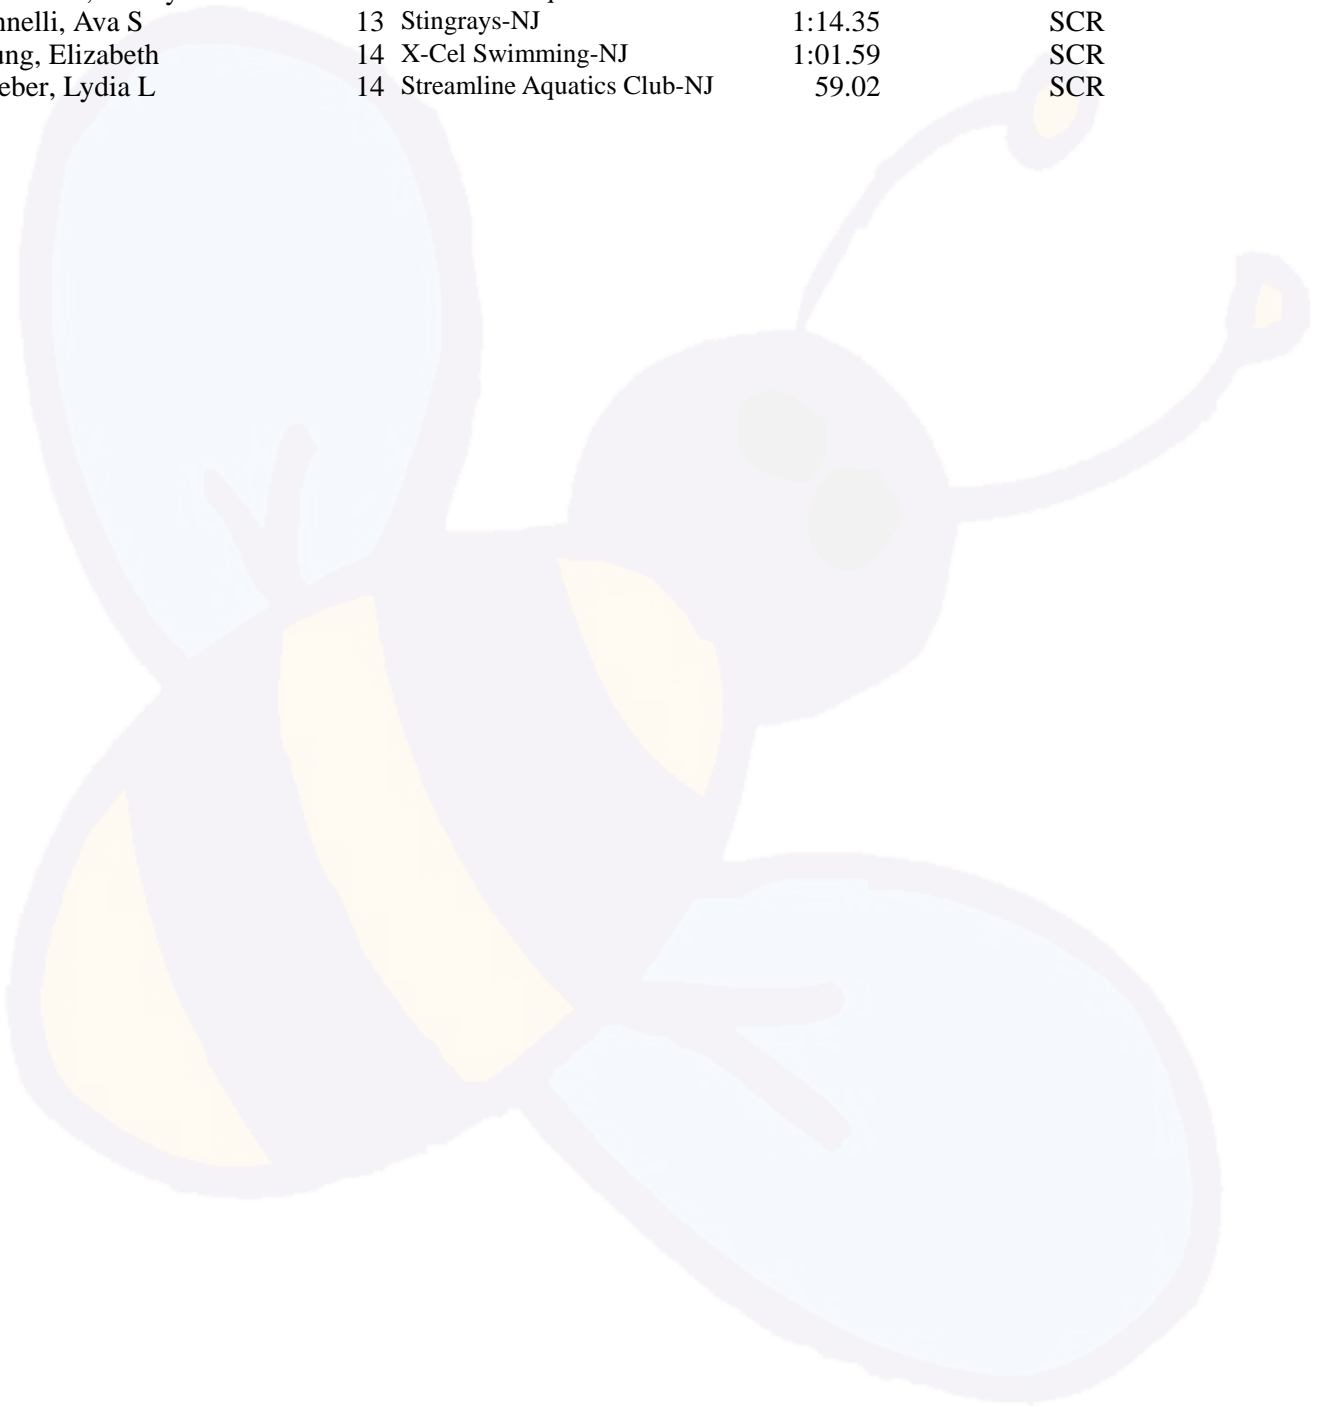 nnelli, Ava S 13 Stingrays-NJ 1:14.35 SCR
ung, Elizabeth 14 X-Cel Swimming-NJ 1:01.59 SCR
eber, Lydia L 14 Streamline Aquatics Club-NJ 59.02 SCR